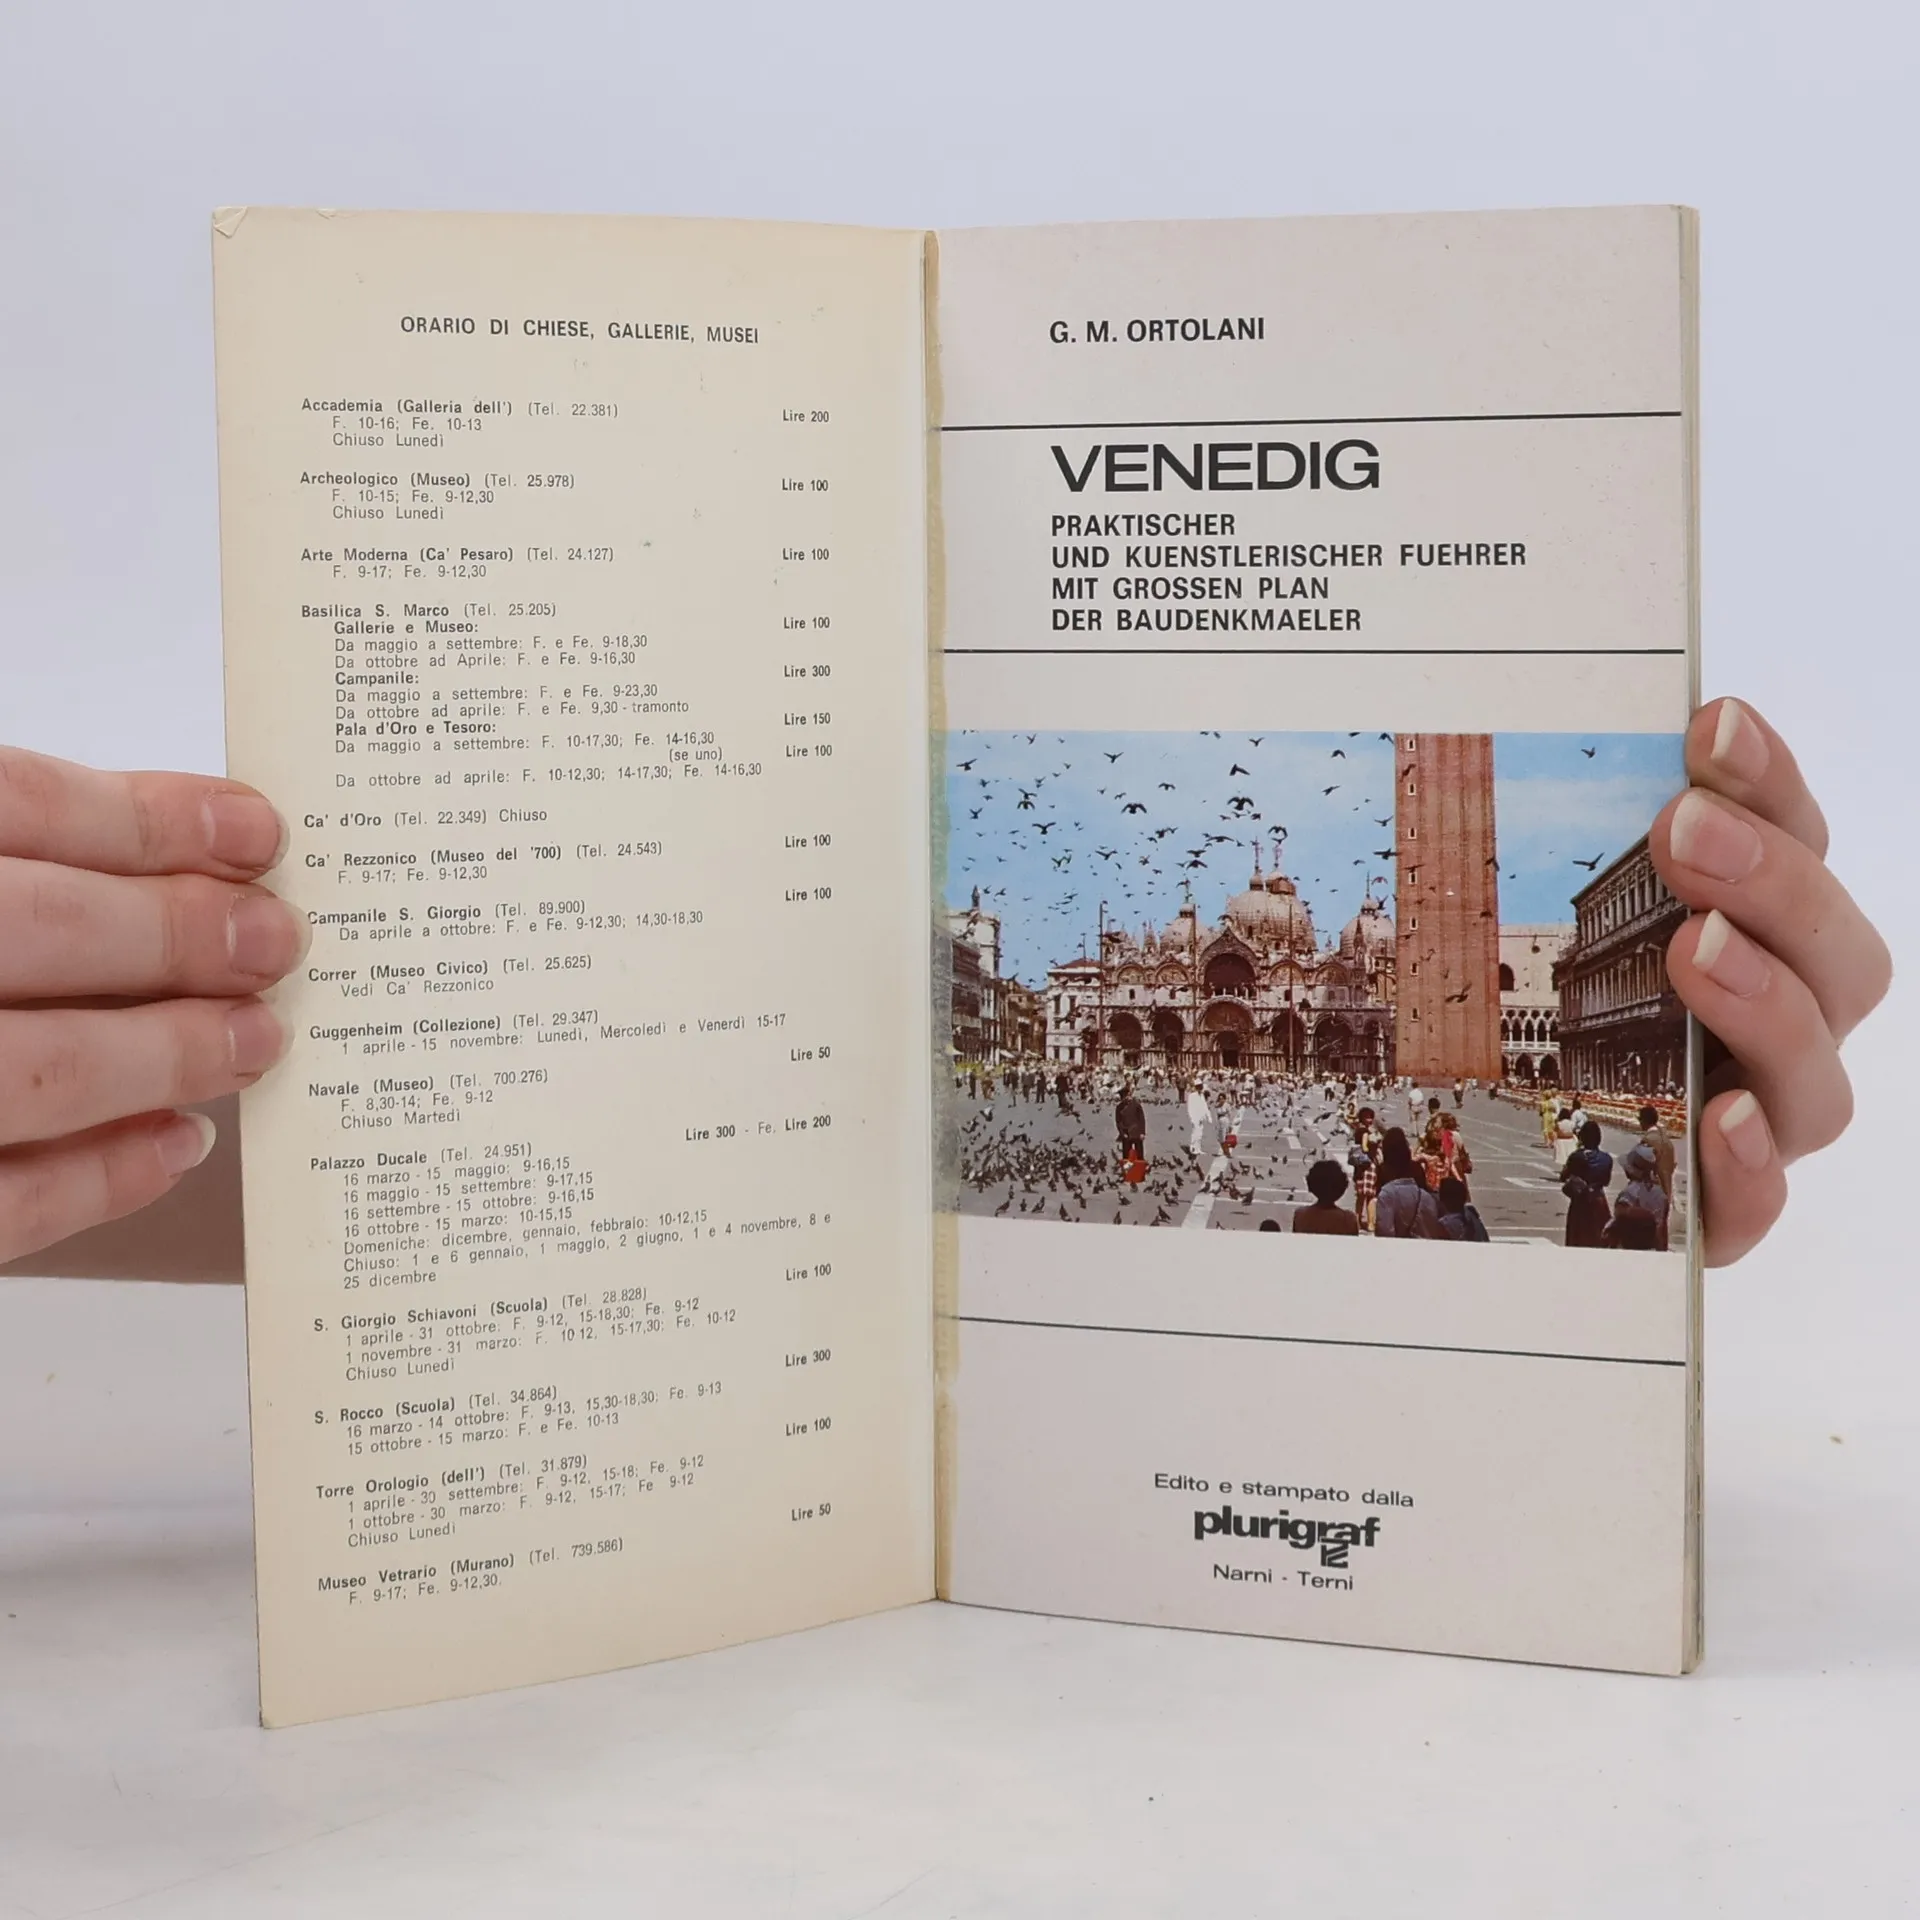 ORARIO DI CHIESE, GALLERIE, MUSEI
Accademia (Galleria dell') (Tel. 22.381) Lire 200
F. 10-16; Fe. 10-13
Chiuso Lunedì
Archeologico (Museo) (Tel. 25.978) Lire 100
F. 10-15; Fe. 9-12,30
Chiuso Lunedì
Arte Moderna (Ca' Pesaro) (Tel. 24.127) Lire 100
F. 9-17; Fe. 9-12,30
Basilica S. Marco (Tel. 25.205)
Gallerie e Museo: Lire 100
Da maggio a settembre: F. e Fe. 9-18,30
Da ottobre ad Aprile: F. e Fe. 9-16,30
Campanile: Lire 300
Da maggio a settembre: F. e Fe. 9-23,30
Da ottobre ad aprile: F. e Fe. 9,30 - tramonto
Pala d'Oro e Tesoro: Lire 150
Da maggio a settembre: F. 10-17,30; Fe. 14-16,30
(se uno) Lire 100
Da ottobre ad aprile: F. 10-12,30; 14-17,30; Fe. 14-16,30
Ca' d'Oro (Tel. 22.349) Chiuso
Ca' Rezzonico (Museo del '700) (Tel. 24.543) Lire 100
F. 9-17; Fe. 9-12,30
Campanile S. Giorgio (Tel. 89.900) Lire 100
Da aprile a ottobre: F. e Fe. 9-12,30; 14,30-18,30
Correr (Museo Civico) (Tel. 25.625)
Vedi Ca' Rezzonico
Guggenheim (Collezione) (Tel. 29.347)
1 aprile - 15 novembre: Lunedì, Mercoledì e Venerdì 15-17
Navale (Museo) (Tel. 700.276) Lire 50
F. 8,30-14; Fe. 9-12
Chiuso Martedì
Palazzo Ducale (Tel. 24.951) Lire 300 - Fe. Lire 200
16 marzo - 15 maggio: 9-16,15
16 maggio - 15 settembre: 9-17,15
16 settembre - 15 ottobre: 9-16,15
16 ottobre - 15 marzo: 10-15,15
Domeniche: dicembre, gennaio, febbraio: 10-12,15
Chiuso: 1 e 6 gennaio, 1 maggio, 2 giugno, 1 e 4 novembre, 8 e
25 dicembre
S. Giorgio Schiavoni (Scuola) (Tel. 28.828) Lire 100
1 aprile - 31 ottobre: F. 9-12, 15-18,30; Fe. 9-12
1 novembre - 31 marzo: F. 10-12, 15-17,30; Fe. 10-12
Chiuso Lunedì
S. Rocco (Scuola) (Tel. 34.864) Lire 300
16 marzo - 14 ottobre: F. 9-13, 15,30-18,30; Fe. 9-13
15 ottobre - 15 marzo: F. e Fe. 10-13
Torre Orologio (dell') (Tel. 31.879) Lire 100
1 aprile - 30 settembre: F. 9-12, 15-18; Fe. 9-12
1 ottobre - 30 marzo: F. 9-12, 15-17; Fe 9-12
Chiuso Lunedì
Museo Vetrario (Murano) (Tel. 739.586) Lire 50
F. 9-17; Fe. 9-12,30.
G. M. ORTOLANI
VENEDIG
PRAKTISCHER
UND KUENSTLERISCHER FUEHRER
MIT GROSSEN PLAN
DER BAUDENKMAELER
Edito e stampato dalla
plurigraf
Narni - Terni